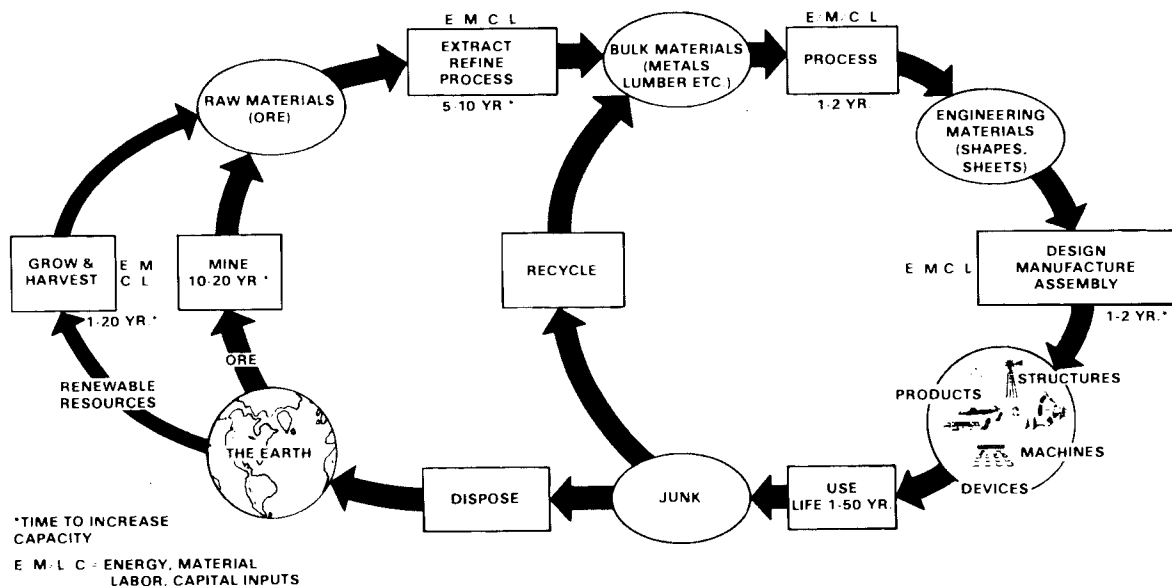 E M C L
EXTRACT
REFINE
PROCESS
5-10 YR *
BULK MATERIALS
(METALS
LUMBER ETC.)
E M C L
PROCESS
1-2 YR.
RAW MATERIALS
(ORE)
ENGINEERING
MATERIALS
(SHAPES,
SHEETS)
GROW &
HARVEST
E M
C L
1-20 YR.*
MINE
10-20 YR *
RECYCLE
E M C L
DESIGN
MANUFACTURE
ASSEMBLY
1-2 YR.*
ORE
RENEWABLE
RESOURCES
THE EARTH
DISPOSE
JUNK
USE
LIFE 1-50 YR.
PRODUCTS
STRUCTURES
MACHINES
DEVICES
*TIME TO INCREASE
CAPACITY
E M L C = ENERGY, MATERIAL
LABOR, CAPITAL INPUTS